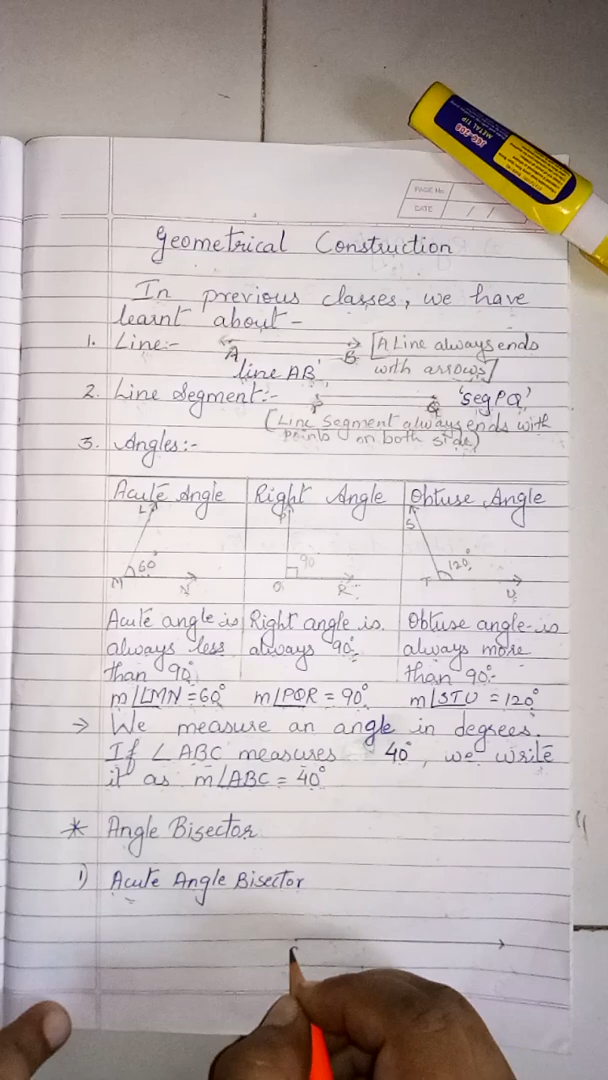 JGC-208
METAL TIP
PAGE No.
DATE / /
Geometrical Construction
In previous classes, we have
learnt about -
1. Line:- A B [A Line always ends
'line AB' with arrows]
2. Line Segment:- P Q 'seg PQ'
(Line Segment always ends with
points on both side)
3. Angles:-
Acute Angle Right Angle Obtuse Angle
L P S
M 60° N Q 90° R T 120° U
Acute angle is Right angle is Obtuse angle is
always less always 90°. always more
than 90° than 90°.
m∠LMN = 60° m∠PQR = 90° m∠STU = 120°
→ We measure an angle in degrees.
If ∠ABC measures 40°, we write
it as m∠ABC = 40°
* Angle Bisector
1) Acute Angle Bisector